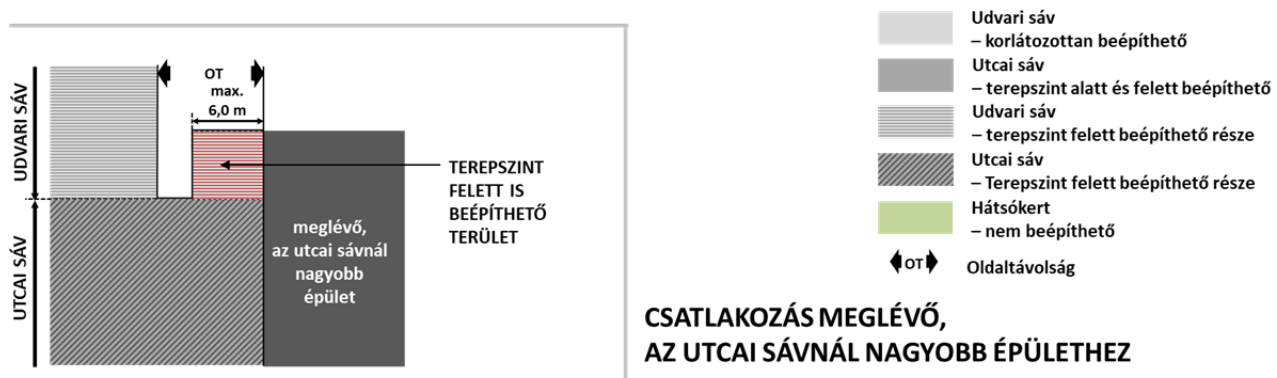 UDVARI SÁV
UTCAI SÁV
OT
max.
6,0 m
TEREPSZINT
FELETT IS
BEÉPÍTHETŐ
TERÜLET
meglévő,
az utcai sávnál
nagyobb
épület
Udvari sáv
– korlátozottan beépíthető
Utcai sáv
– terepszint alatt és felett beépíthető
Udvari sáv
– terepszint felett beépíthető része
Utcai sáv
– Terepszint felett beépíthető része
Hátsókert
– nem beépíthető
OT Oldaltávolság
CSATLAKOZÁS MEGLÉVŐ,
AZ UTCAI SÁVNÁL NAGYOBB ÉPÜLETHEZ